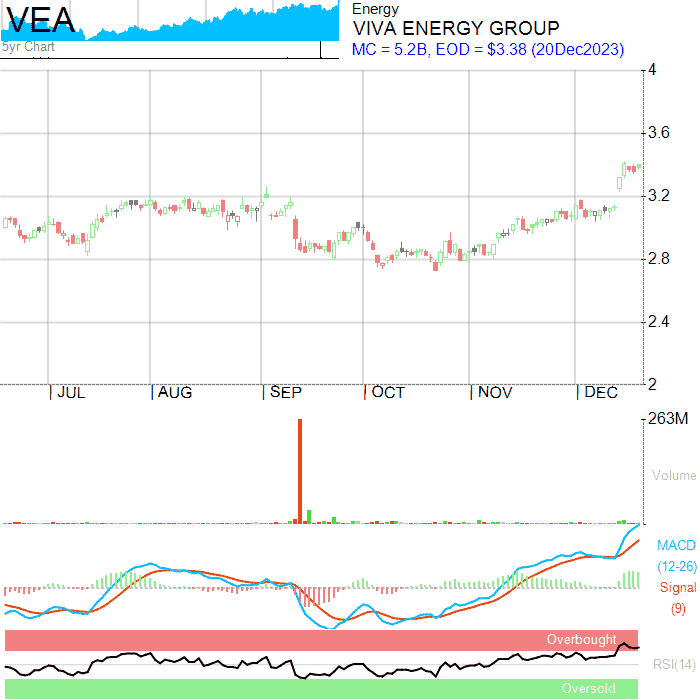 VEA
5yr Chart
Energy
VIVA ENERGY GROUP
MC = 5.2B, EOD = $3.38 (20Dec2023)
4
3.6
3.2
2.8
2.4
2
JUL AUG SEP OCT NOV DEC
263M
Volume
MACD
(12-26)
Signal
(9)
Overbought
RSI(14)
Oversold